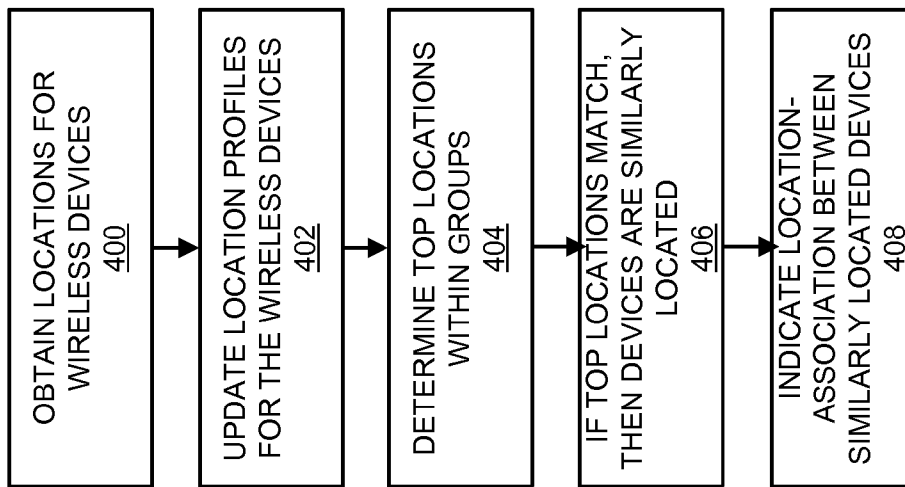 OBTAIN LOCATIONS FOR
WIRELESS DEVICES
400
UPDATE LOCATION PROFILES
FOR THE WIRELESS DEVICES
402
DETERMINE TOP LOCATIONS
WITHIN GROUPS
404
IF TOP LOCATIONS MATCH,
THEN DEVICES ARE SIMILARLY
LOCATED
406
INDICATE LOCATION-
ASSOCIATION BETWEEN
SIMILARLY LOCATED DEVICES
408